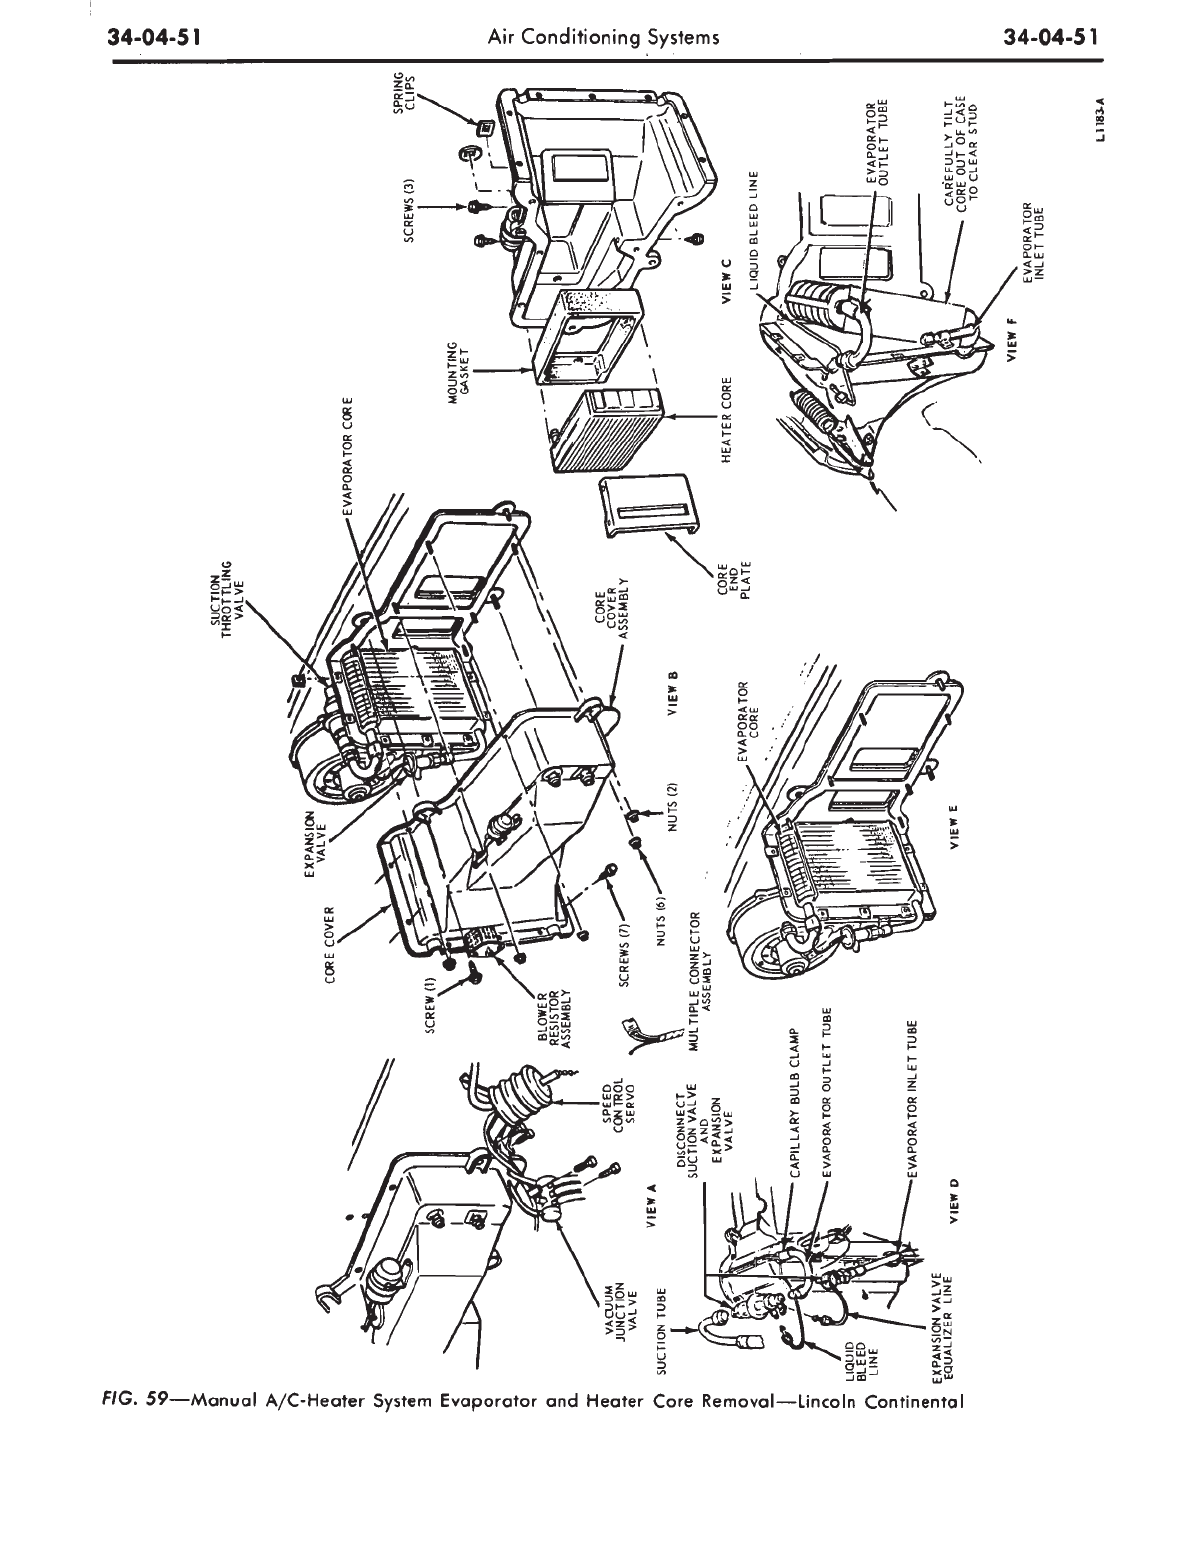 34-04-51
Air Conditioning Systems
34-04-51
VACUUM
JUNCTION
VALVE
SPEED
CONTROL
SERVO
VIEW A
CORE COVER
EXPANSION
VALVE
SUCTION
THROTTLING
VALVE
EVAPORATOR CORE
SCREW (1)
BLOWER
RESISTOR
ASSEMBLY
SCREWS (7)
NUTS (6)
NUTS (2)
CORE
COVER
ASSEMBLY
VIEW B
MULTIPLE CONNECTOR
ASSEMBLY
SPRING
CLIPS
SCREWS (3)
MOUNTING
GASKET
HEATER CORE
CORE
END
PLATE
VIEW C
SUCTION TUBE
DISCONNECT
SUCTION VALVE
AND
EXPANSION
VALVE
CAPILLARY BULB CLAMP
EVAPORATOR OUTLET TUBE
EVAPORATOR INLET TUBE
LIQUID
BLEED
LINE
EXPANSION VALVE
EQUALIZER LINE
VIEW D
EVAPORATOR
CORE
VIEW E
LIQUID BLEED LINE
EVAPORATOR
OUTLET TUBE
CAREFULLY TILT
CORE OUT OF CASE
TO CLEAR STUD
EVAPORATOR
INLET TUBE
VIEW F
L1183-A
FIG. 59—Manual A/C-Heater System Evaporator and Heater Core Removal—Lincoln Continental